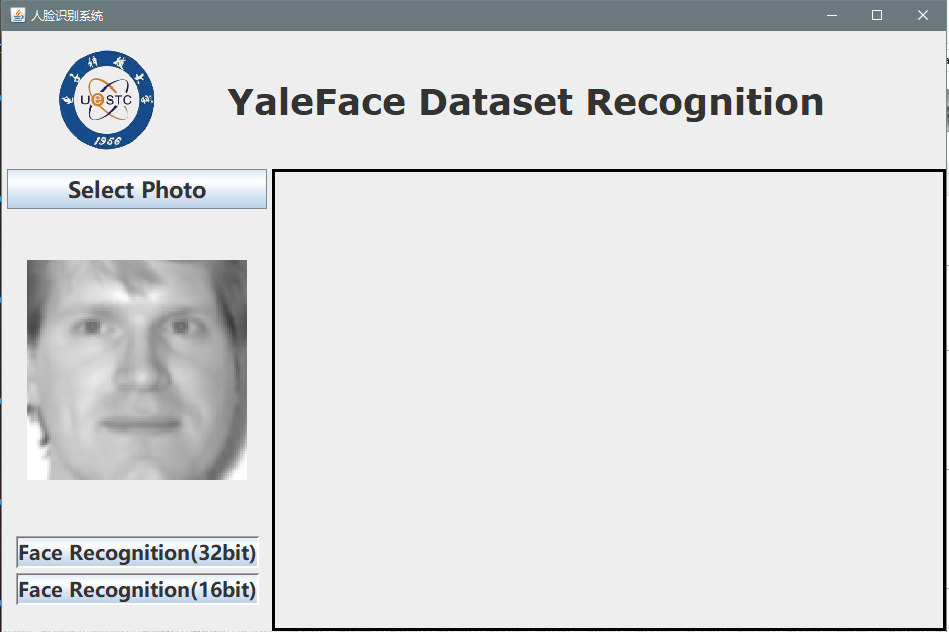 人脸识别系统
UESTC
1956
YaleFace Dataset Recognition
Select Photo
Face Recognition(32bit)
Face Recognition(16bit)